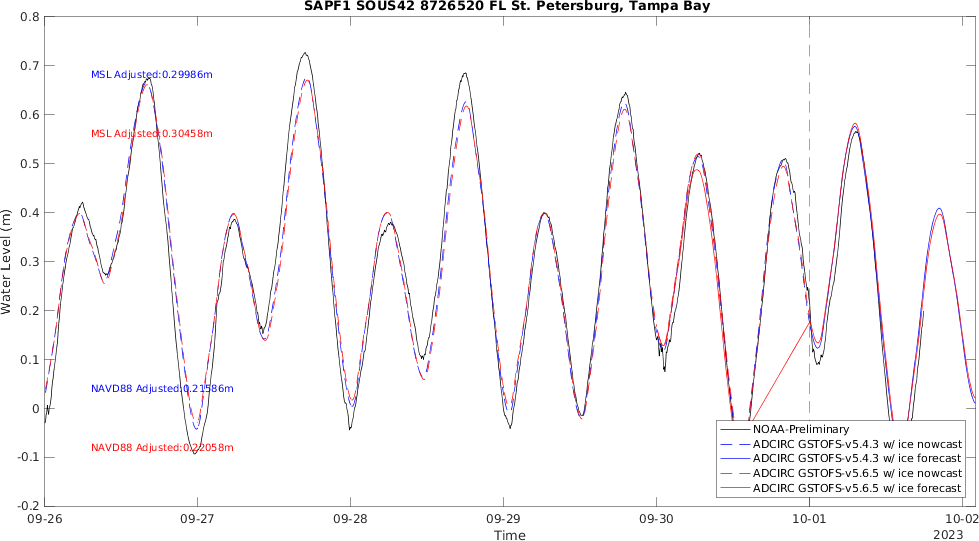 SAPF1 SOUS42 8726520 FL St. Petersburg, Tampa Bay
0.8
0.7
0.6
0.5
0.4
0.3
0.2
0.1
0
-0.1
-0.2
Water Level (m)
MSL Adjusted:0.29986m
MSL Adjusted:0.30458m
NAVD88 Adjusted:0.21586m
NAVD88 Adjusted:0.22058m
NOAA-Preliminary
ADCIRC GSTOFS-v5.4.3 w/ ice nowcast
ADCIRC GSTOFS-v5.4.3 w/ ice forecast
ADCIRC GSTOFS-v5.6.5 w/ ice nowcast
ADCIRC GSTOFS-v5.6.5 w/ ice forecast
09-26 09-27 09-28 09-29 09-30 10-01 10-02
Time
2023